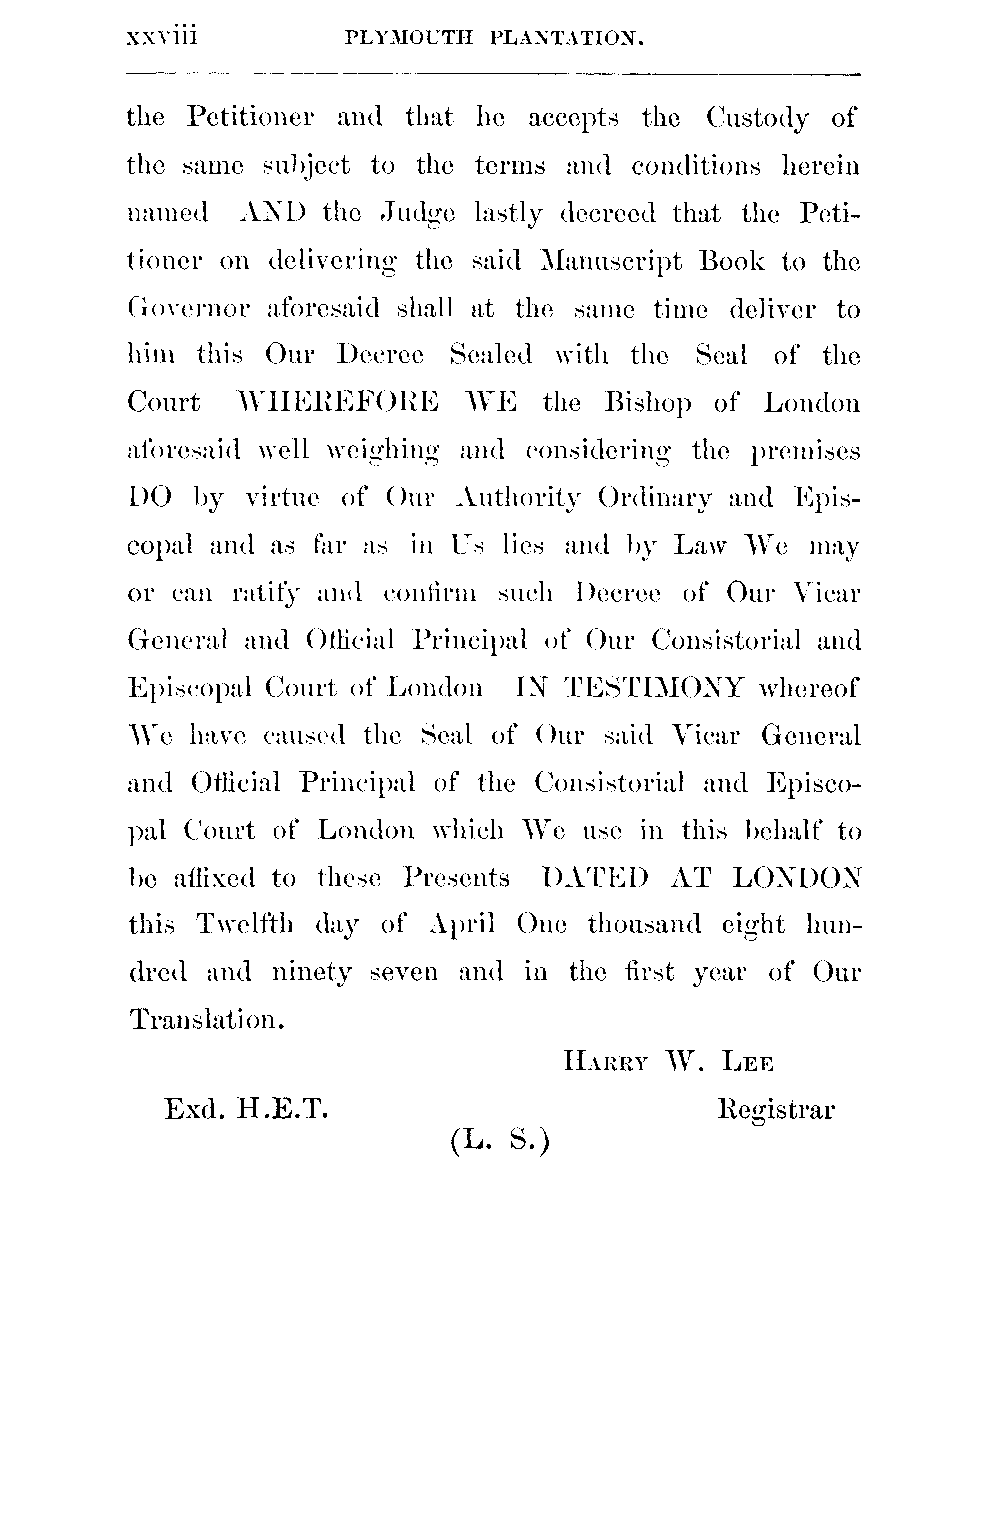 xxviii PLYMOUTH PLANTATION.
the Petitioner and that he accepts the Custody of
the same subject to the terms and conditions herein
named AND the Judge lastly decreed that the Peti-
tioner on delivering the said Manuscript Book to the
Governor aforesaid shall at the same time deliver to
him this Our Decree Sealed with the Seal of the
Court WHEREFORE WE the Bishop of London
aforesaid well weighing and considering the premises
DO by virtue of Our Authority Ordinary and Epis-
copal and as far as in Us lies and by Law We may
or can ratify and confirm such Decree of Our Vicar
General and Official Principal of Our Consistorial and
Episcopal Court of London IN TESTIMONY whereof
We have caused the Seal of Our said Vicar General
and Official Principal of the Consistorial and Episco-
pal Court of London which We use in this behalf to
be affixed to these Presents DATED AT LONDON
this Twelfth day of April One thousand eight hun-
dred and ninety seven and in the first year of Our
Translation.
HARRY W. LEE
Exd. H.E.T. Registrar
(L. S.)